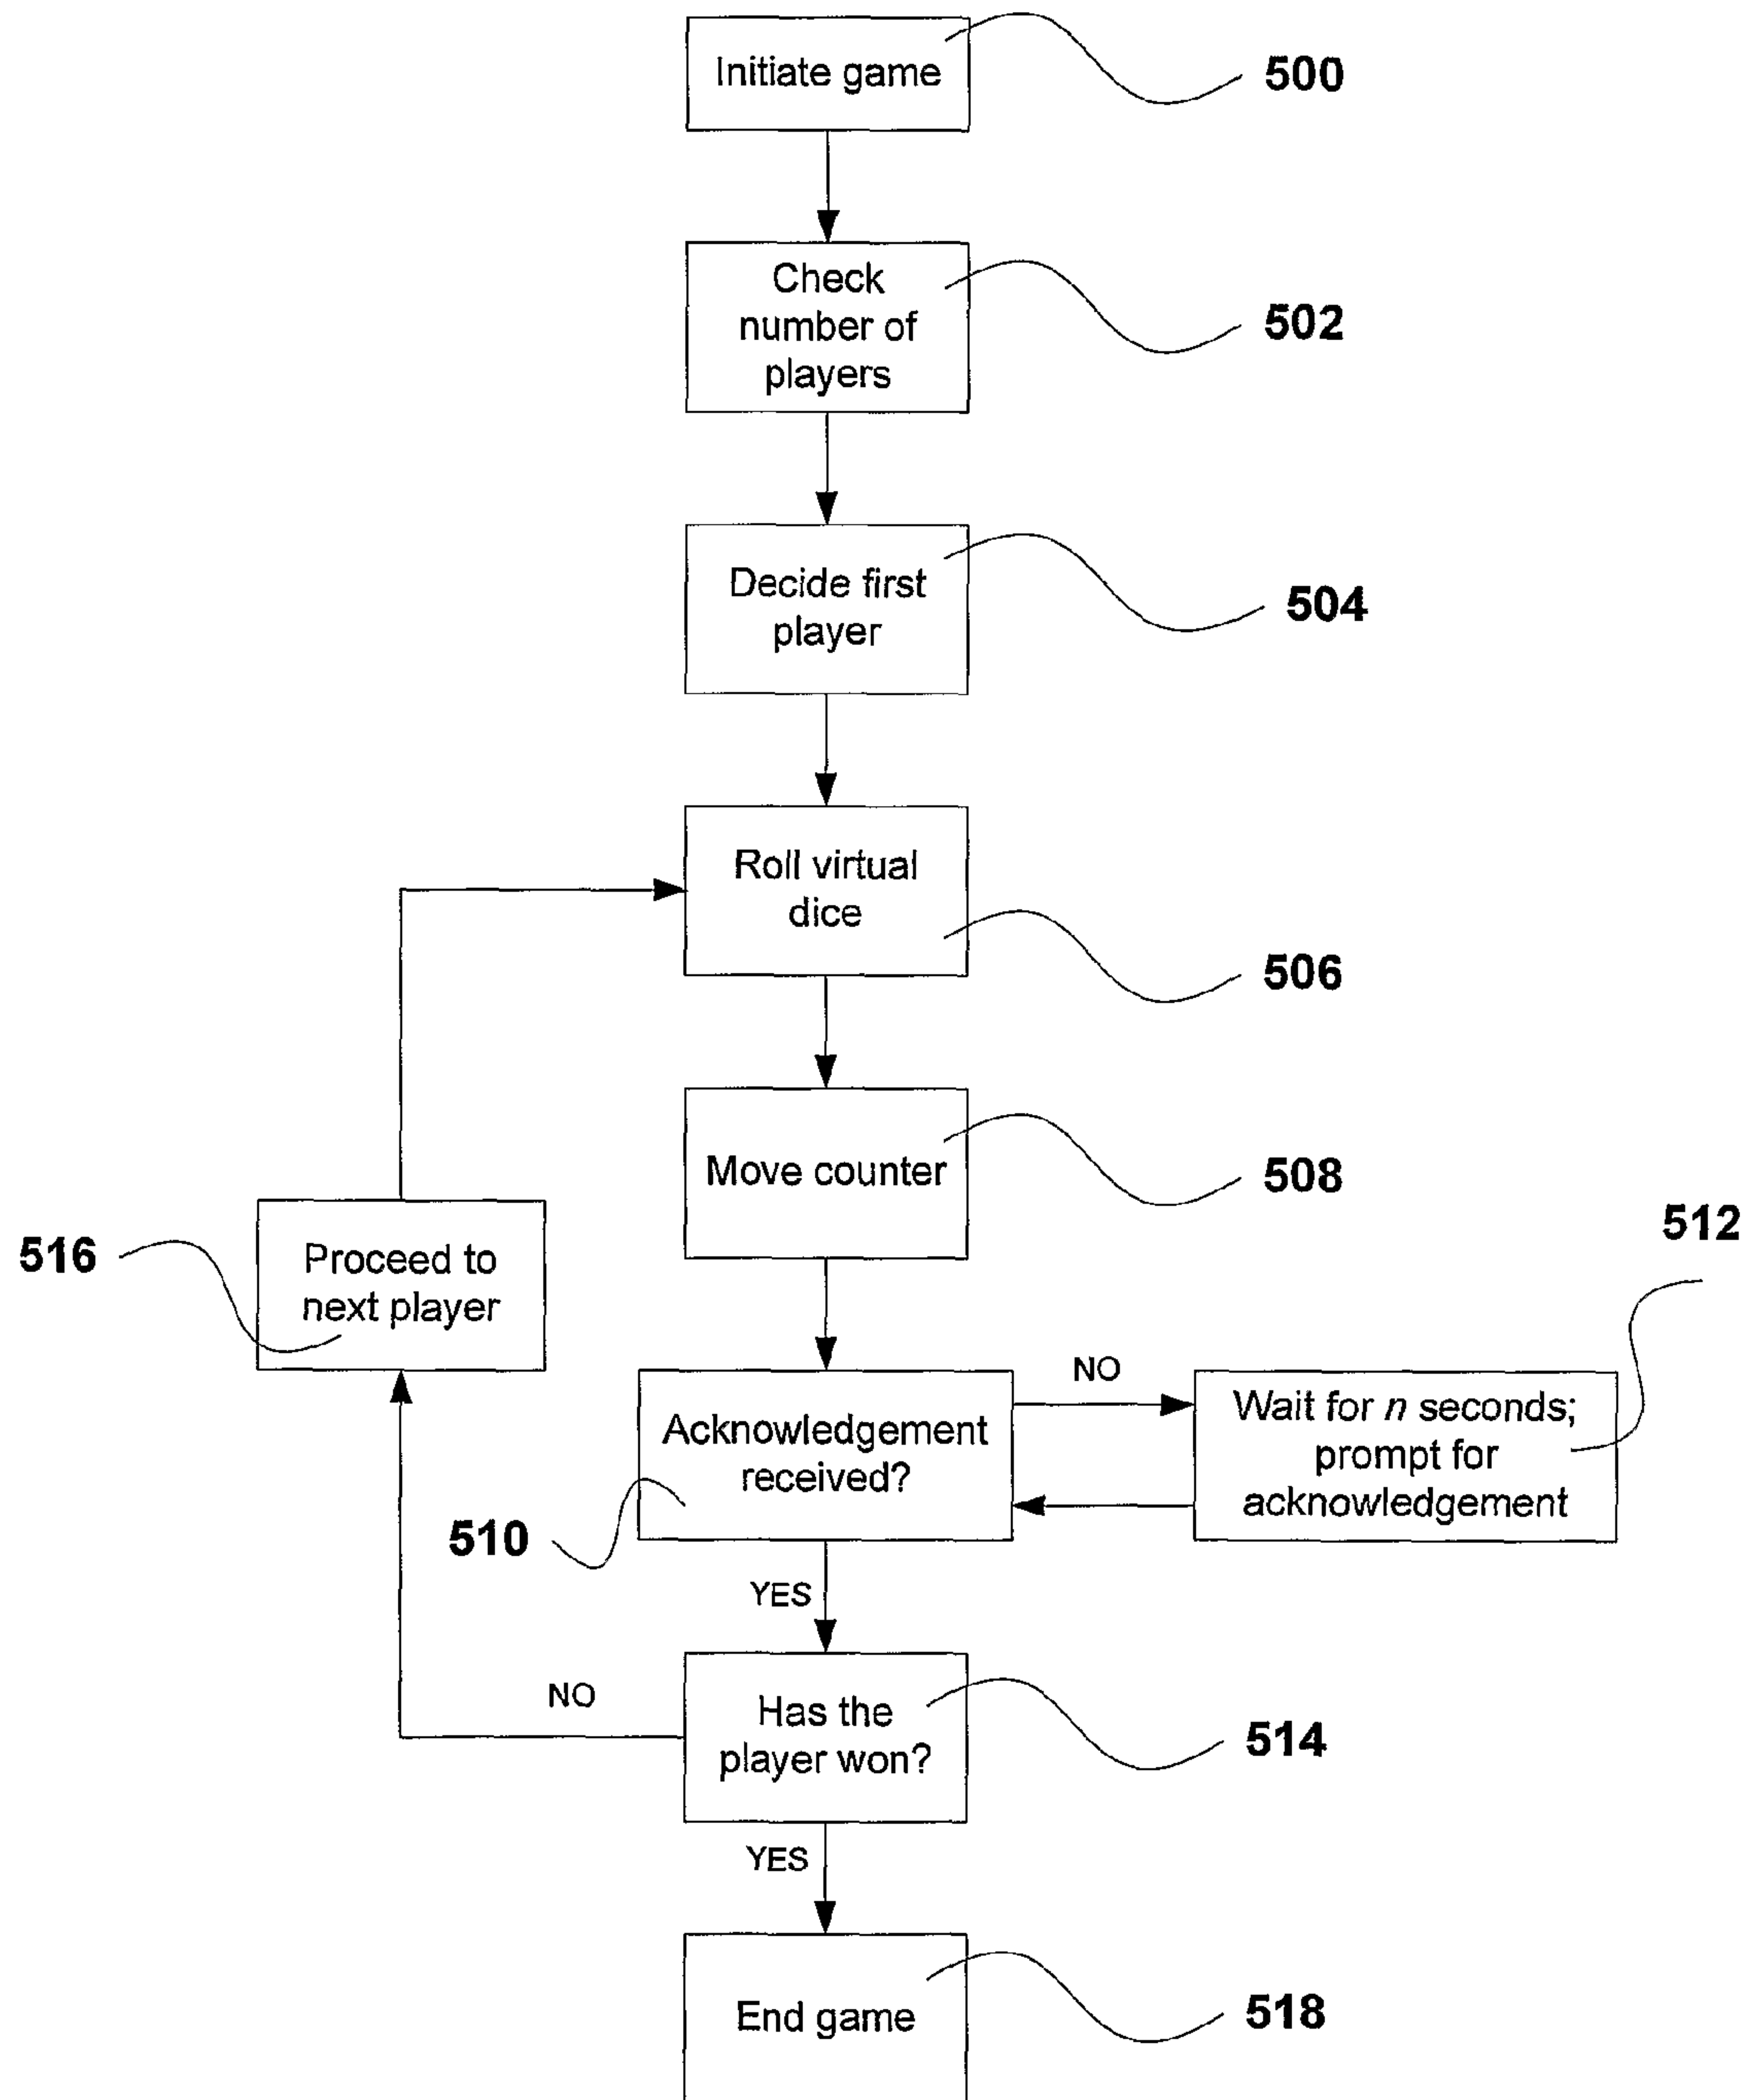 Initiate game
500
Check
number of
players
502
Decide first
player
504
Roll virtual
dice
506
Move counter
508
512
516
Proceed to
next player
NO
Acknowledgement
received?
Wait for n seconds;
prompt for
acknowledgement
510
YES
NO
Has the
player won?
514
YES
End game
518